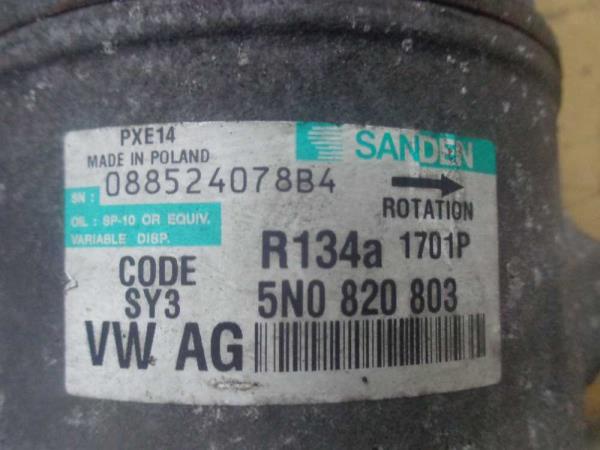 PXE14
MADE IN POLAND
SANDEN
SN : 088524078B4
ROTATION
OIL : SP-10 OR EQUIV.
VARIABLE DISP.
R134a 1701P
CODE
SY3
5N0 820 803
VW AG